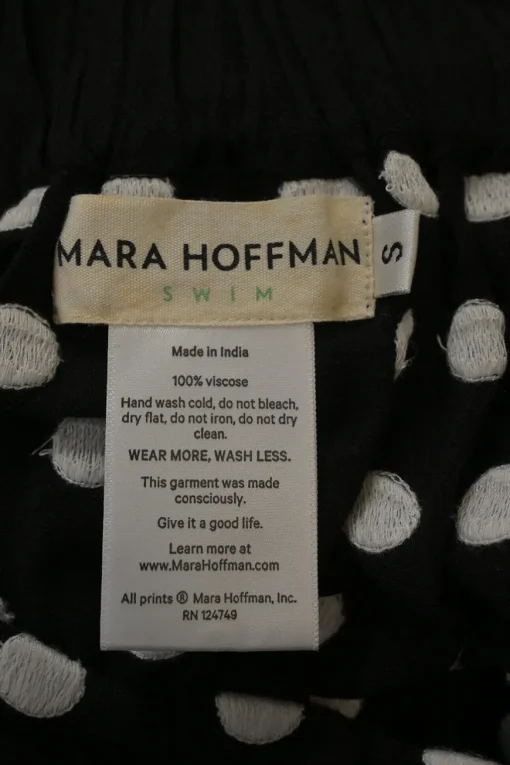 MARA HOFFMAN
SWIM
S
Made in India
100% viscose
Hand wash cold, do not bleach,
dry flat, do not iron, do not dry
clean.
WEAR MORE, WASH LESS.
This garment was made
consciously.
Give it a good life.
Learn more at
www.MaraHoffman.com
All prints ® Mara Hoffman, Inc.
RN 124749